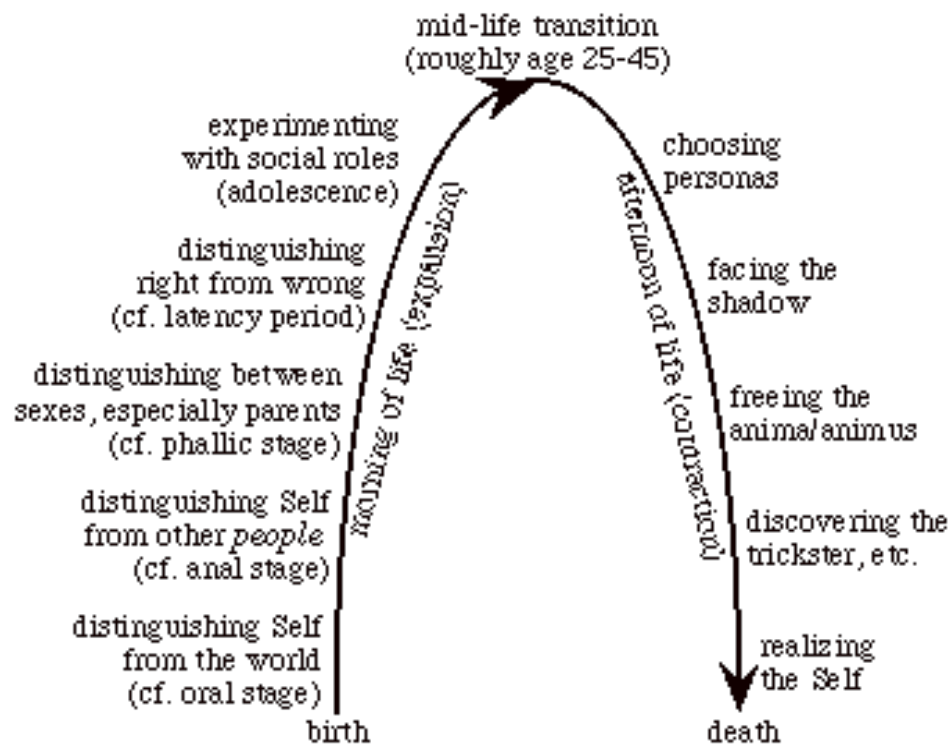 mid-life transition
(roughly age 25-45)
experimenting
with social roles
(adolescence)
distinguishing
right from wrong
(cf. latency period)
distinguishing between
sexes, especially parents
(cf. phallic stage)
distinguishing Self
from other people
(cf. anal stage)
distinguishing Self
from the world
(cf. oral stage)
birth
morning of life (expansion)
afternoon of life (contraction)
choosing
personas
facing the
shadow
freeing the
anima/animus
discovering the
trickster, etc.
realizing
the Self
death